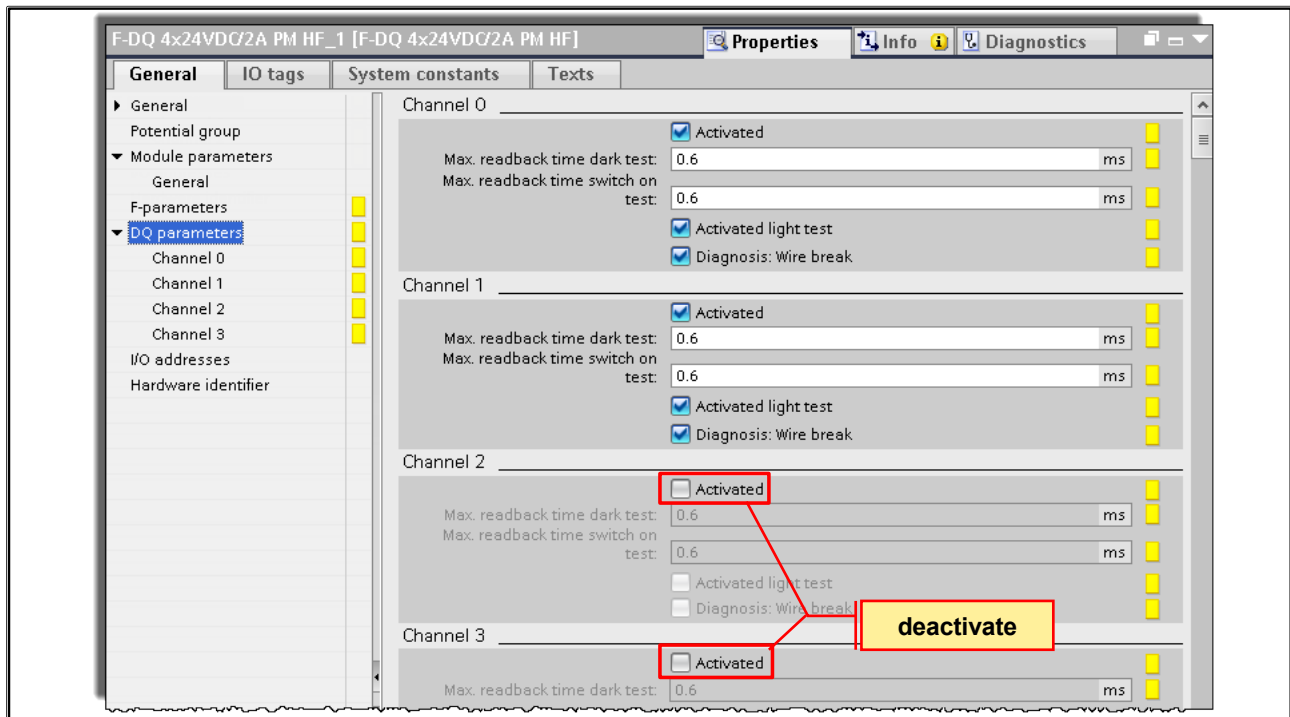 F-DQ 4x24VDC/2A PM HF_1 [F-DQ 4x24VDC/2A PM HF]
Properties
Info
Diagnostics
General
IO tags
System constants
Texts
General
Potential group
Module parameters
General
F-parameters
DQ parameters
Channel 0
Channel 1
Channel 2
Channel 3
I/O addresses
Hardware identifier
Channel 0
Activated
Max. readback time dark test: 0.6 ms
Max. readback time switch on
test: 0.6 ms
Activated light test
Diagnosis: Wire break
Channel 1
Activated
Max. readback time dark test: 0.6 ms
Max. readback time switch on
test: 0.6 ms
Activated light test
Diagnosis: Wire break
Channel 2
Activated
Max. readback time dark test: 0.6 ms
Max. readback time switch on
test: 0.6 ms
Activated light test
Diagnosis: Wire break
deactivate
Channel 3
Activated
Max. readback time dark test: 0.6 ms